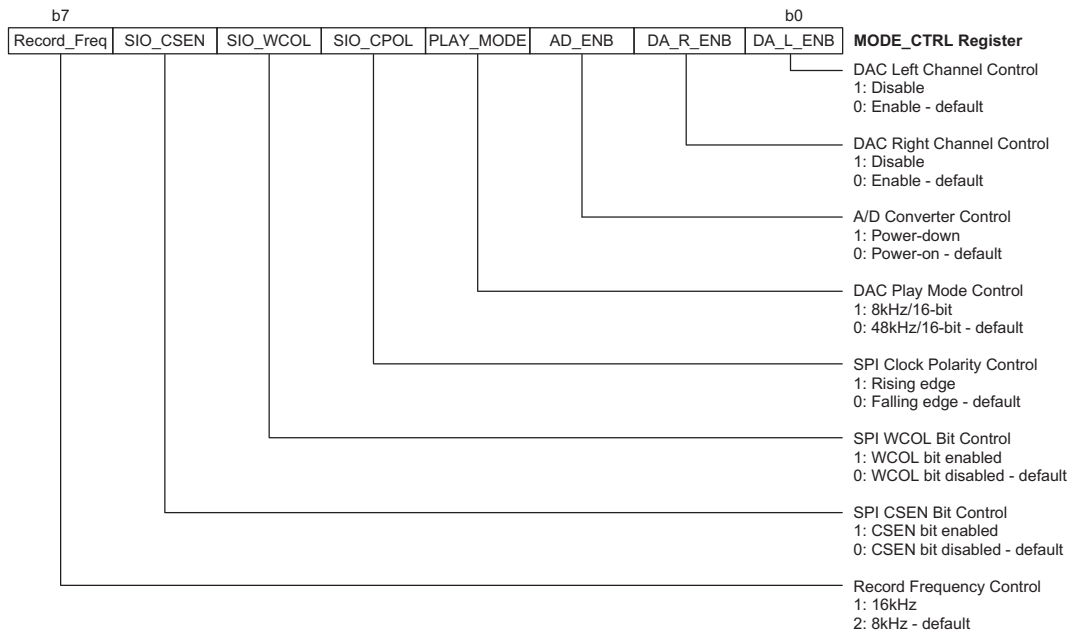 b7 b0
Record_Freq SIO_CSEN SIO_WCOL SIO_CPOL PLAY_MODE AD_ENB DA_R_ENB DA_L_ENB MODE_CTRL Register
DAC Left Channel Control
1: Disable
0: Enable - default
DAC Right Channel Control
1: Disable
0: Enable - default
A/D Converter Control
1: Power-down
0: Power-on - default
DAC Play Mode Control
1: 8kHz/16-bit
0: 48kHz/16-bit - default
SPI Clock Polarity Control
1: Rising edge
0: Falling edge - default
SPI WCOL Bit Control
1: WCOL bit enabled
0: WCOL bit disabled - default
SPI CSEN Bit Control
1: CSEN bit enabled
0: CSEN bit disabled - default
Record Frequency Control
1: 16kHz
2: 8kHz - default